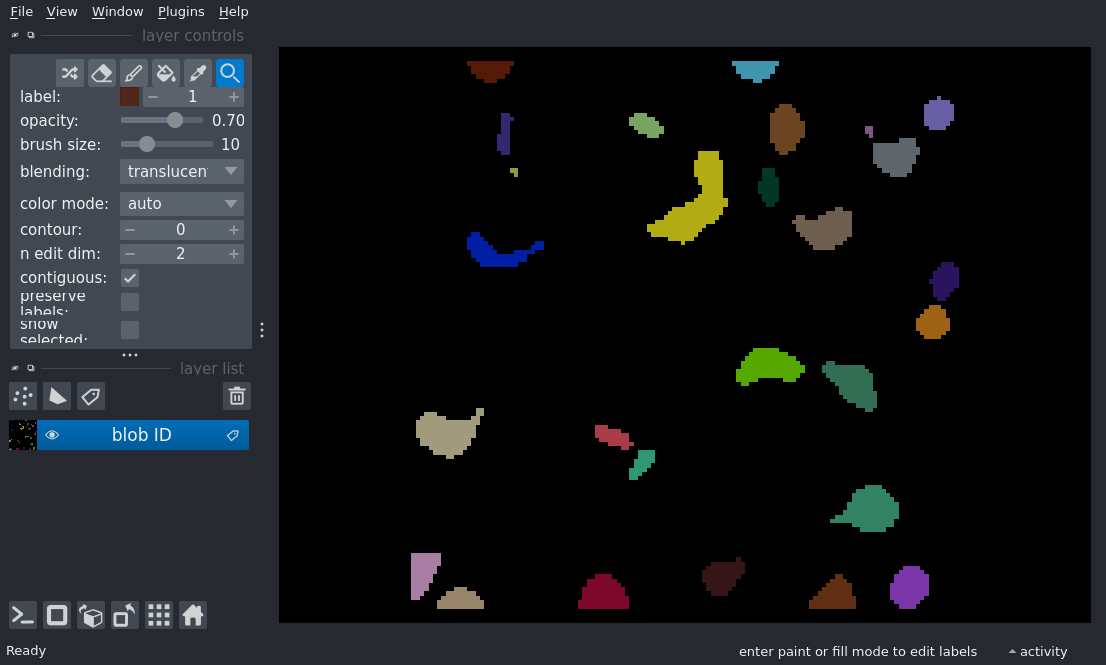 File View Window Plugins Help
layer controls
label: 1
opacity: 0.70
brush size: 10
blending: translucen
color mode: auto
contour: 0
n edit dim: 2
contiguous:
preserve
labels:
show
selected:
layer list
blob ID
Ready
enter paint or fill mode to edit labels activity